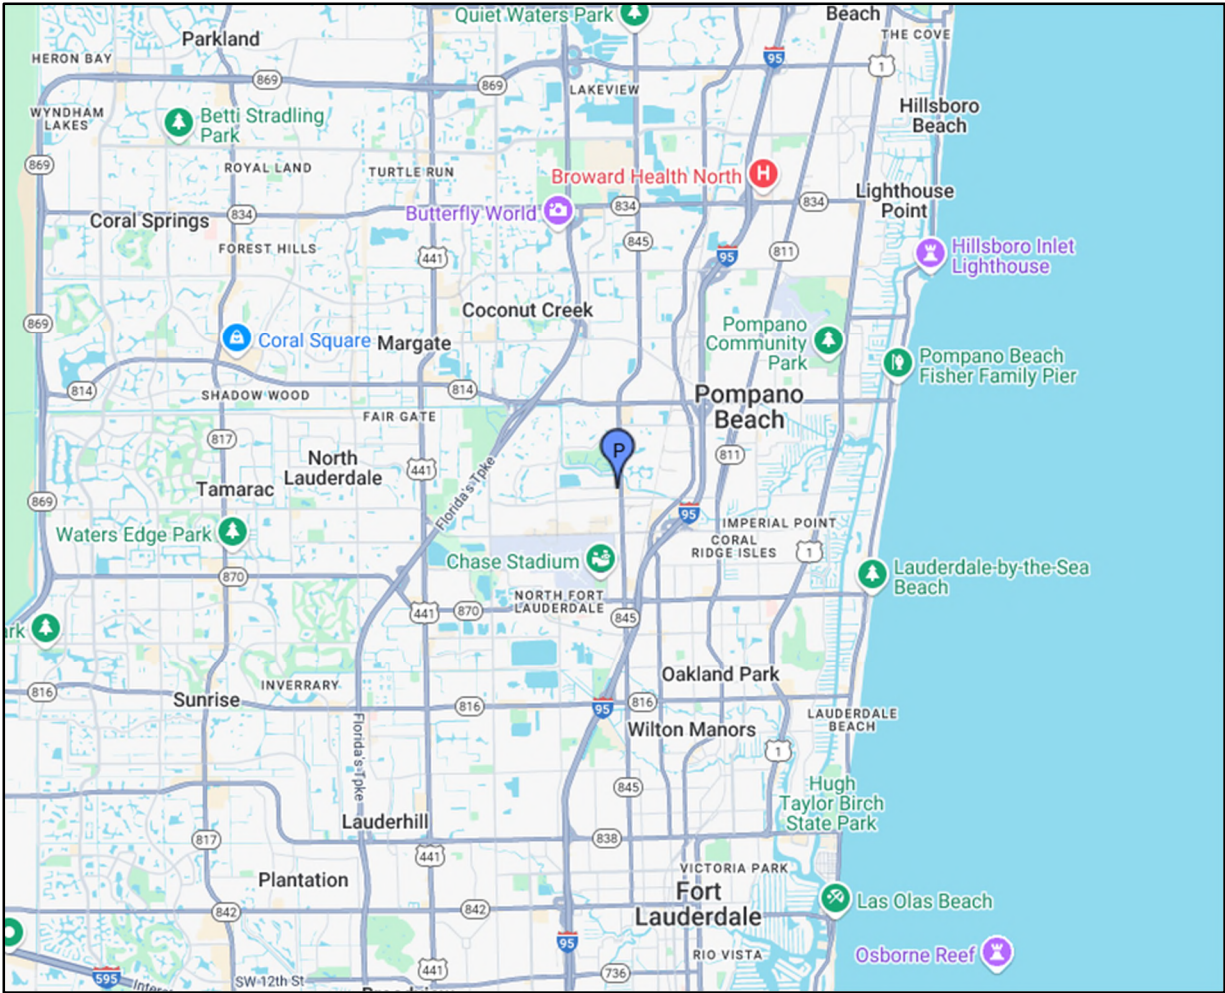 Quiet Waters Park
Beach
THE COVE
Parkland
HERON BAY
95
1
869
869
LAKEVIEW
WYNDHAM
LAKES
Betti Stradling
Park
Hillsboro
Beach
869
ROYAL LAND
TURTLE RUN
Broward Health North
H
Lighthouse
Point
834
834
Coral Springs
834
Butterfly World
845
811
FOREST HILLS
441
95
Hillsboro Inlet
Lighthouse
Coconut Creek
869
Coral Square
Margate
Pompano
Community
Park
Pompano Beach
Fisher Family Pier
814
SHADOW WOOD
814
Pompano
Beach
FAIR GATE
817
P
811
North
Lauderdale
441
Tamarac
869
Florida's Tpke
95
Waters Edge Park
IMPERIAL POINT
CORAL
RIDGE ISLES
1
Chase Stadium
Lauderdale-by-the-Sea
Beach
870
NORTH FORT
LAUDERDALE
441
870
845
ark
Oakland Park
INVERRARY
816
Sunrise
816
95
816
Wilton Manors
LAUDERDALE
BEACH
Florida's Tpke
1
845
Hugh
Taylor Birch
State Park
Lauderhill
817
838
441
VICTORIA PARK
Plantation
Fort
Lauderdale
842
842
Las Olas Beach
95
RIO VISTA
Osborne Reef
595
SW 12th St
441
736